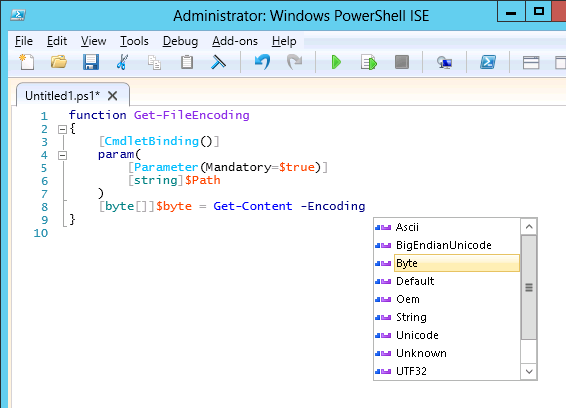 Administrator: Windows PowerShell ISE
File Edit View Tools Debug Add-ons Help
Untitled1.ps1*
1 function Get-FileEncoding
2 {
3 [CmdletBinding()]
4 param(
5 [Parameter(Mandatory=$true)]
6 [string]$Path
7 )
8 [byte[]]$byte = Get-Content -Encoding
9 }
10
Ascii
BigEndianUnicode
Byte
Default
Oem
String
Unicode
Unknown
UTF32